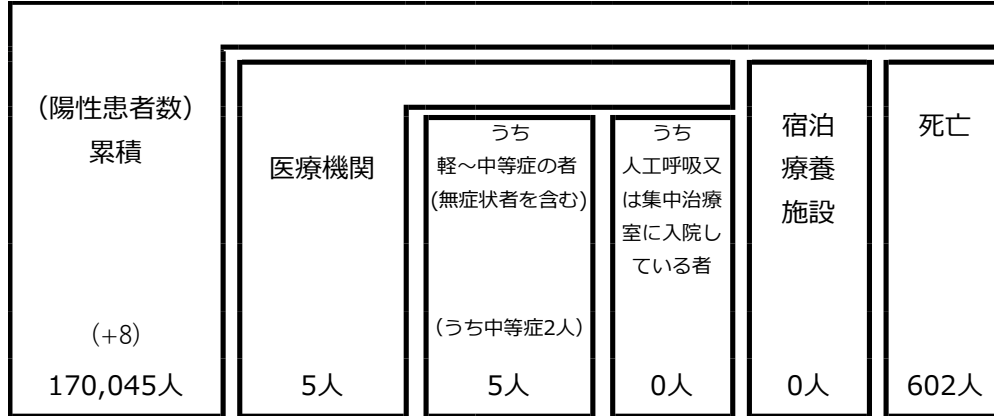 (陽性患者数)
累積
(+8)
170,045人
医療機関
5人
うち
軽～中等症の者
(無症状者を含む)
(うち中等症2人)
5人
うち
人工呼吸又
は集中治療
室に入院し
ている者
0人
宿泊
療養
施設
0人
死亡
602人